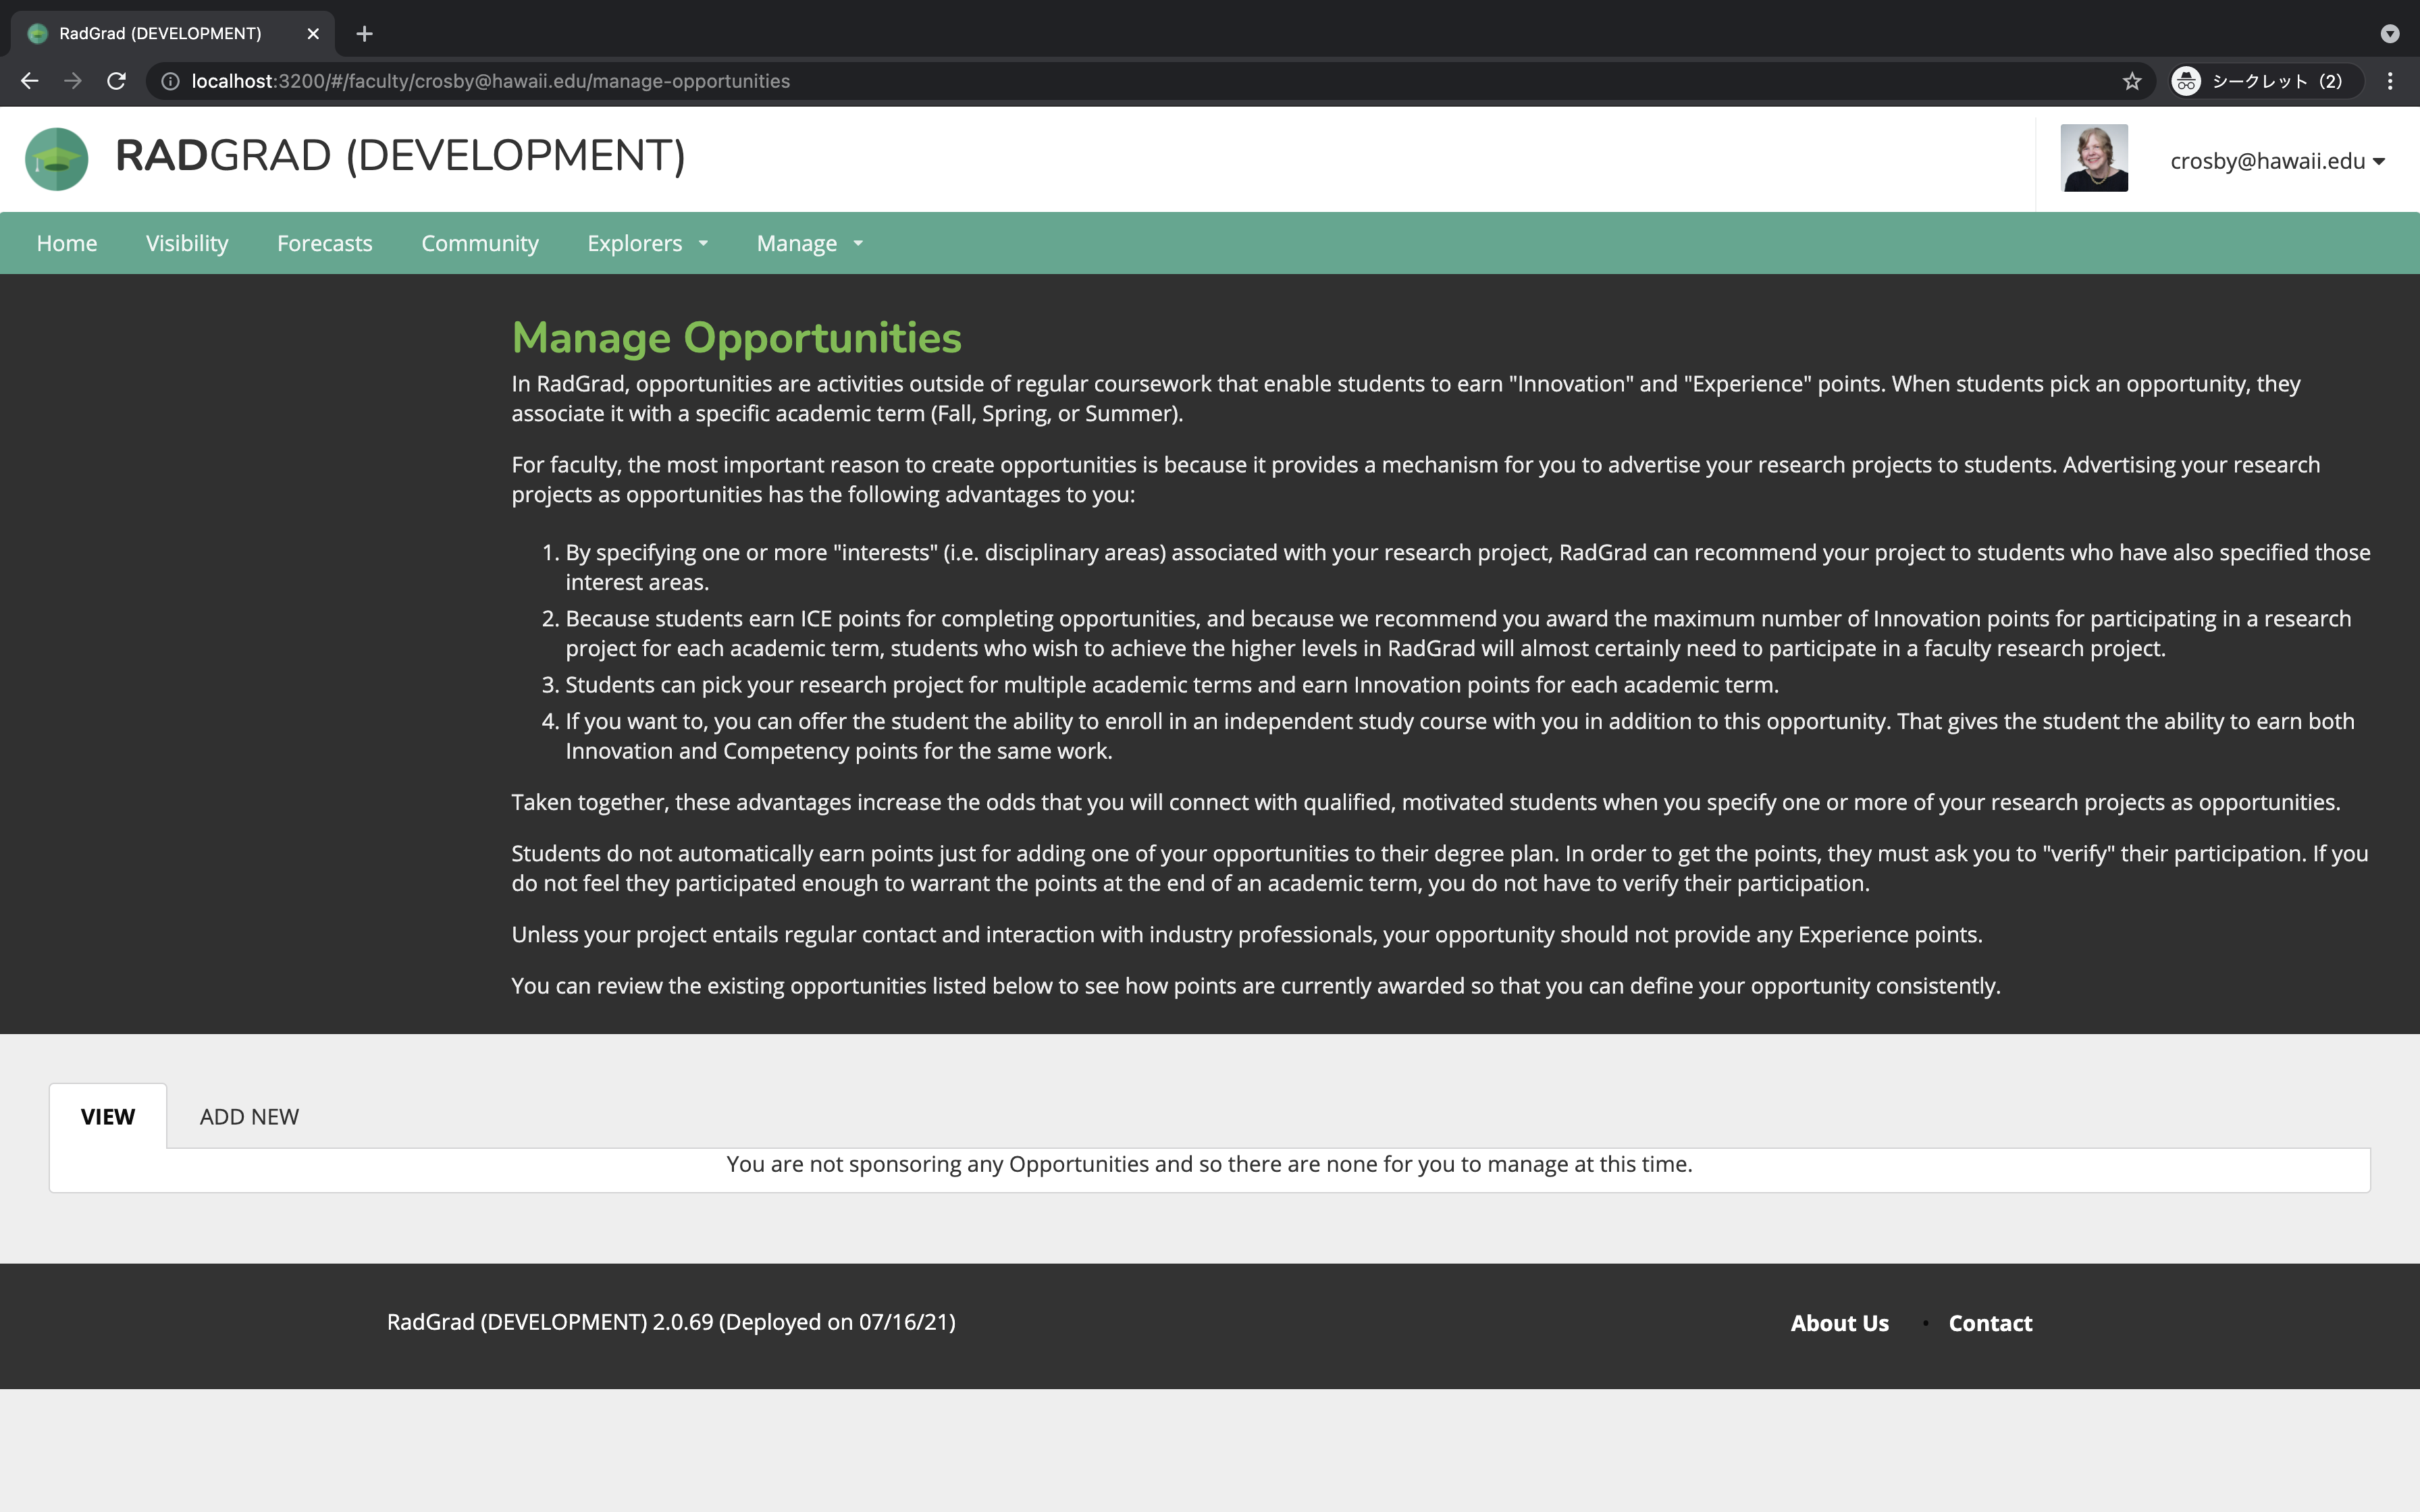 RadGrad (DEVELOPMENT)
localhost:3200/#/faculty/crosby@hawaii.edu/manage-opportunities
シークレット（2）
RADGRAD (DEVELOPMENT)
crosby@hawaii.edu
Home Visibility Forecasts Community Explorers Manage
Manage Opportunities
In RadGrad, opportunities are activities outside of regular coursework that enable students to earn "Innovation" and "Experience" points. When students pick an opportunity, they
associate it with a specific academic term (Fall, Spring, or Summer).
For faculty, the most important reason to create opportunities is because it provides a mechanism for you to advertise your research projects to students. Advertising your research
projects as opportunities has the following advantages to you:
1. By specifying one or more "interests" (i.e. disciplinary areas) associated with your research project, RadGrad can recommend your project to students who have also specified those
interest areas.
2. Because students earn ICE points for completing opportunities, and because we recommend you award the maximum number of Innovation points for participating in a research
project for each academic term, students who wish to achieve the higher levels in RadGrad will almost certainly need to participate in a faculty research project.
3. Students can pick your research project for multiple academic terms and earn Innovation points for each academic term.
4. If you want to, you can offer the student the ability to enroll in an independent study course with you in addition to this opportunity. That gives the student the ability to earn both
Innovation and Competency points for the same work.
Taken together, these advantages increase the odds that you will connect with qualified, motivated students when you specify one or more of your research projects as opportunities.
Students do not automatically earn points just for adding one of your opportunities to their degree plan. In order to get the points, they must ask you to "verify" their participation. If you
do not feel they participated enough to warrant the points at the end of an academic term, you do not have to verify their participation.
Unless your project entails regular contact and interaction with industry professionals, your opportunity should not provide any Experience points.
You can review the existing opportunities listed below to see how points are currently awarded so that you can define your opportunity consistently.
VIEW ADD NEW
You are not sponsoring any Opportunities and so there are none for you to manage at this time.
RadGrad (DEVELOPMENT) 2.0.69 (Deployed on 07/16/21)
About Us • Contact